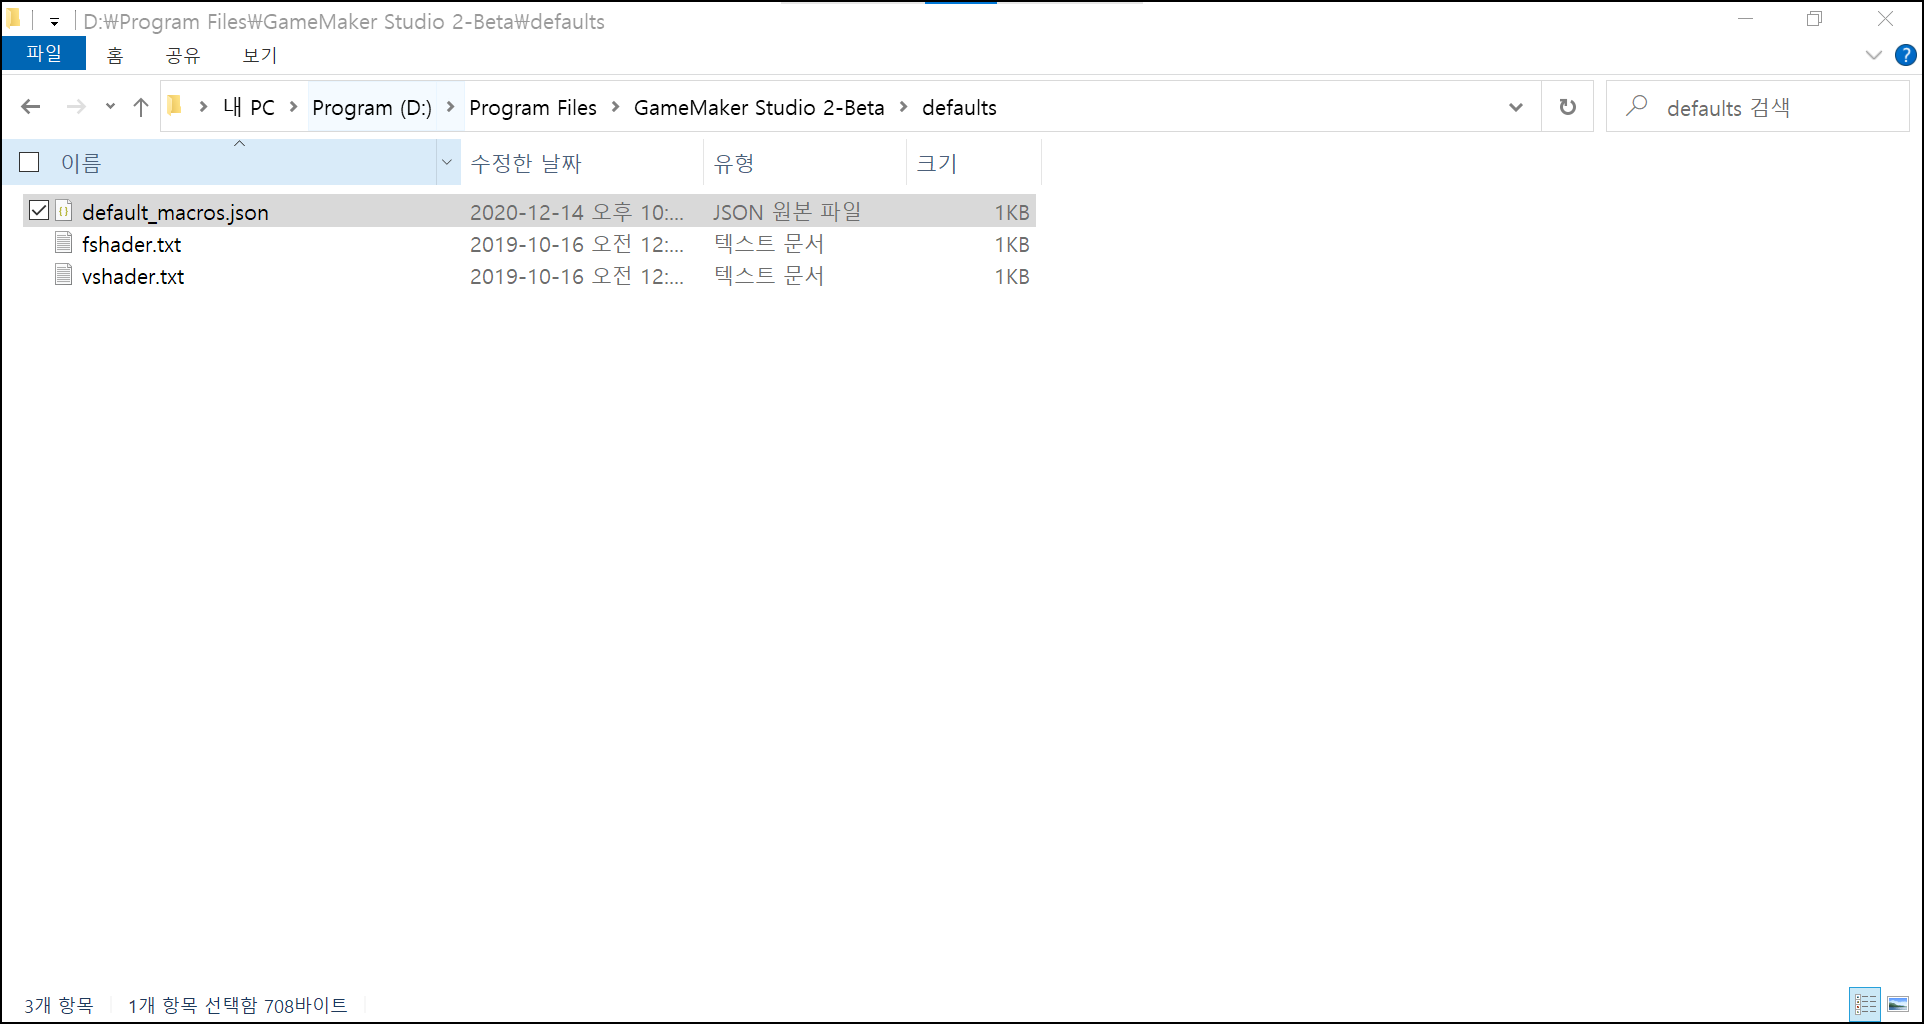 D:₩Program Files₩GameMaker Studio 2-Beta₩defaults
파일 홈 공유 보기
내 PC Program (D:) Program Files GameMaker Studio 2-Beta defaults defaults 검색
이름 수정한 날짜 유형 크기
default_macros.json 2020-12-14 오후 10:... JSON 원본 파일 1KB
fshader.txt 2019-10-16 오전 12:... 텍스트 문서 1KB
vshader.txt 2019-10-16 오전 12:... 텍스트 문서 1KB
3개 항목 1개 항목 선택함 708바이트